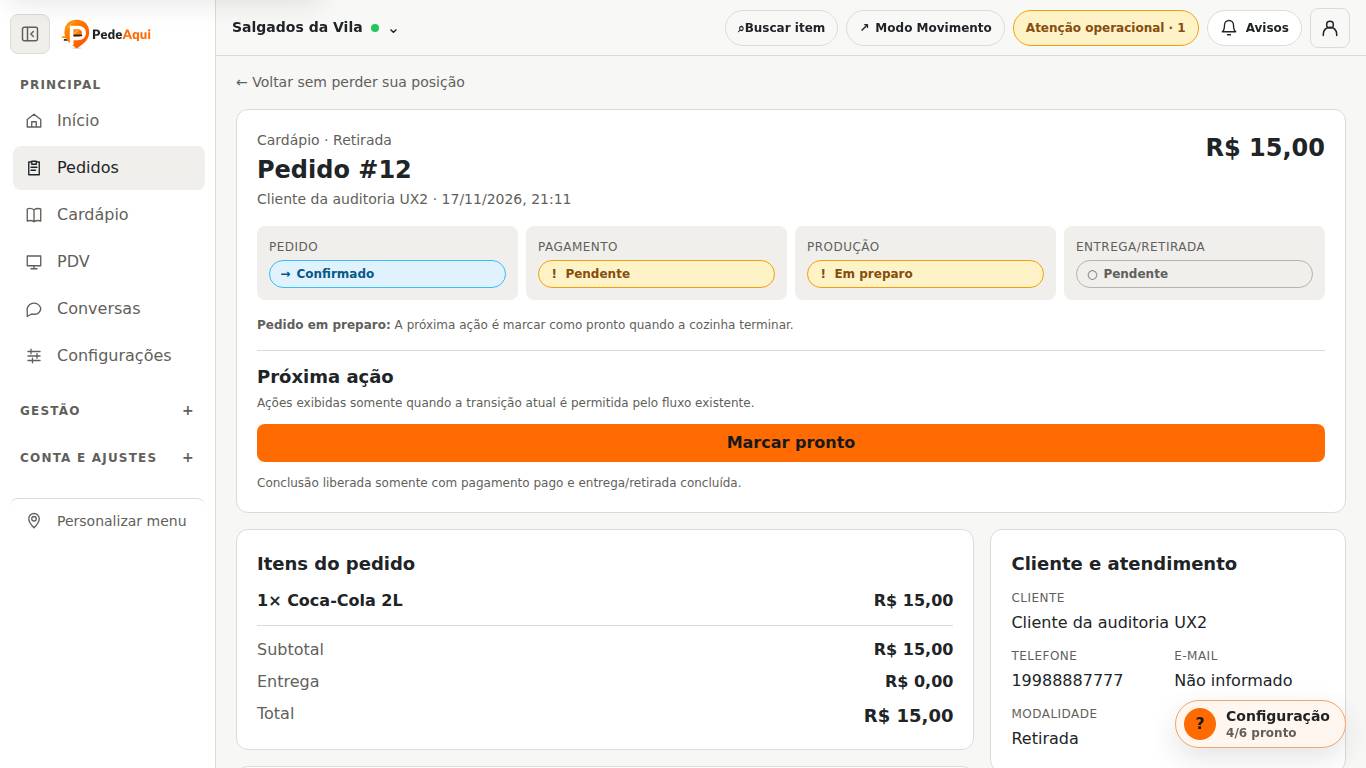 PedeAqui
PRINCIPAL
Início
Pedidos
Cardápio
PDV
Conversas
Configurações
GESTÃO +
CONTA E AJUSTES +
Personalizar menu
Salgados da Vila
⌕Buscar item
↗ Modo Movimento
Atenção operacional · 1
Avisos
← Voltar sem perder sua posição
Cardápio · Retirada
Pedido #12
R$ 15,00
Cliente da auditoria UX2 · 17/11/2026, 21:11
PEDIDO
→ Confirmado
PAGAMENTO
! Pendente
PRODUÇÃO
! Em preparo
ENTREGA/RETIRADA
○ Pendente
Pedido em preparo: A próxima ação é marcar como pronto quando a cozinha terminar.
Próxima ação
Ações exibidas somente quando a transição atual é permitida pelo fluxo existente.
Marcar pronto
Conclusão liberada somente com pagamento pago e entrega/retirada concluída.
Itens do pedido
1× Coca-Cola 2L R$ 15,00
Subtotal R$ 15,00
Entrega R$ 0,00
Total R$ 15,00
Cliente e atendimento
CLIENTE
Cliente da auditoria UX2
TELEFONE E-MAIL
19988887777 Não informado
MODALIDADE
Retirada
? Configuração
4/6 pronto